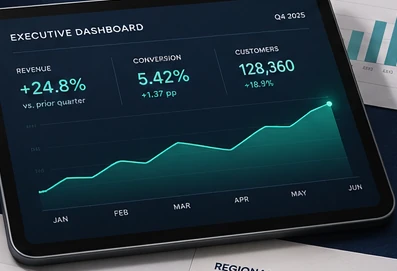 EXECUTIVE DASHBOARD
Q4 2025
REVENUE
+24.8%
vs. prior quarter
CONVERSION
5.42%
+1.37 pp
CUSTOMERS
128,360
+18.9%
JAN FEB MAR APR MAY JUN